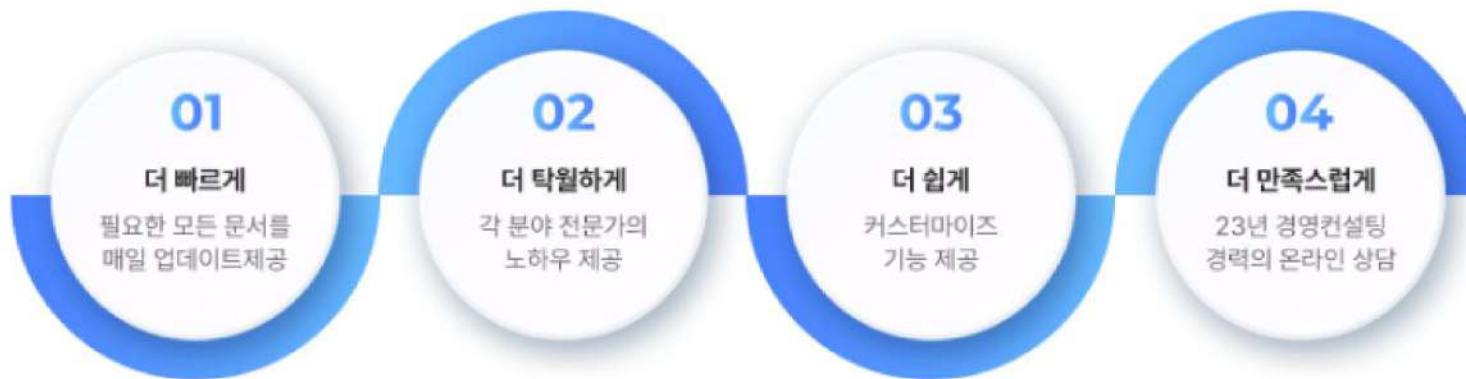 01
더 빠르게
필요한 모든 문서를
매일 업데이트제공
02
더 탁월하게
각 분야 전문가의
노하우 제공
03
더 쉽게
커스터마이즈
기능 제공
04
더 만족스럽게
23년 경영컨설팅
경력의 온라인 상담